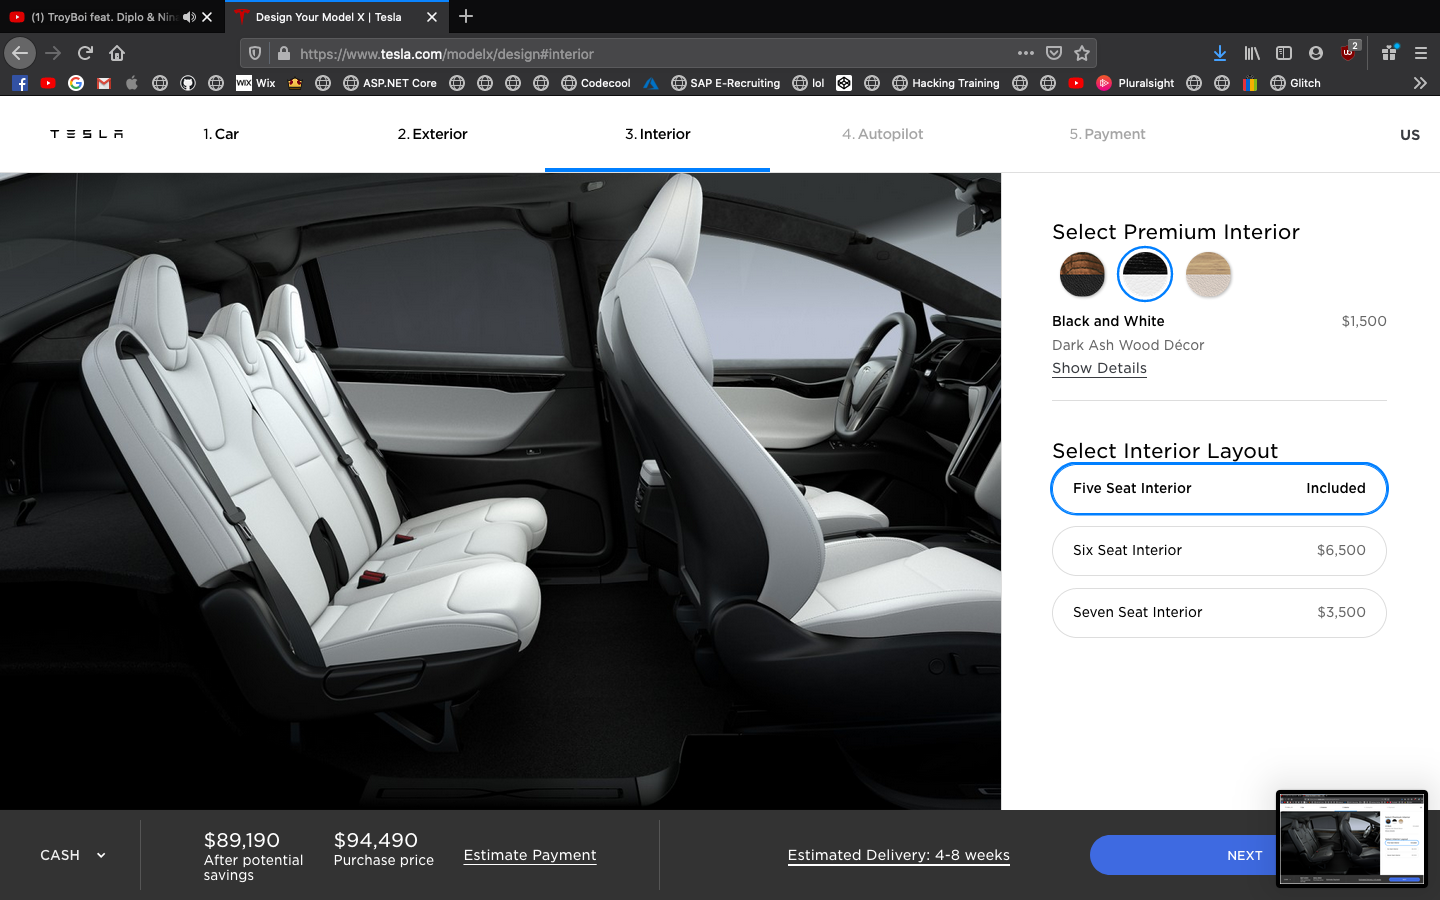 (1) TroyBoi feat. Diplo & Nina
Design Your Model X | Tesla
https://www.tesla.com/modelx/design#interior
2
WIX Wix
ASP.NET Core
Codecool
SAP E-Recruiting
lol
Hacking Training
Pluralsight
Glitch
TESLA
1. Car
2. Exterior
3. Interior
4. Autopilot
5. Payment
US
Select Premium Interior
Black and White $1,500
Dark Ash Wood Décor
Show Details
Select Interior Layout
Five Seat Interior Included
Six Seat Interior $6,500
Seven Seat Interior $3,500
CASH
$89,190
After potential
savings
$94,490
Purchase price
Estimate Payment
Estimated Delivery: 4-8 weeks
NEXT